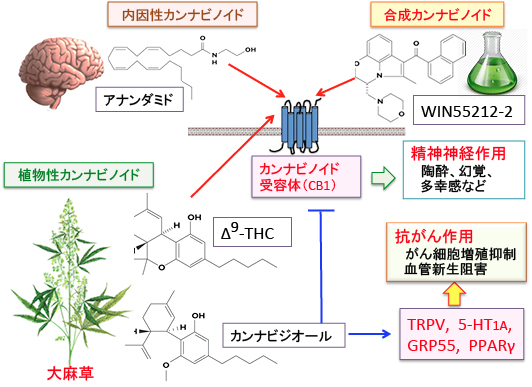 内因性カンナビノイド
合成カンナビノイド
O
N
H
OH
アナンダミド
O
O
N
CH₃
N
O
WIN55212-2
カンナビノイド
受容体(CB1)
精神神経作用
陶酔、幻覚、
多幸感など
植物性カンナビノイド
H
OH
H
O
Δ9-THC
抗がん作用
がん細胞増殖抑制
血管新生阻害
大麻草
H
OH
H
O
カンナビジオール
TRPV, 5-HT1A,
GRP55, PPARγ